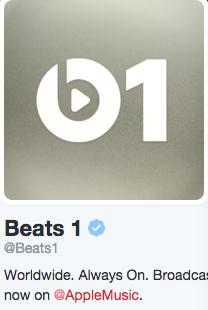 Beats 1
@Beats1
Worldwide. Always On. Broadcas
now on @AppleMusic.